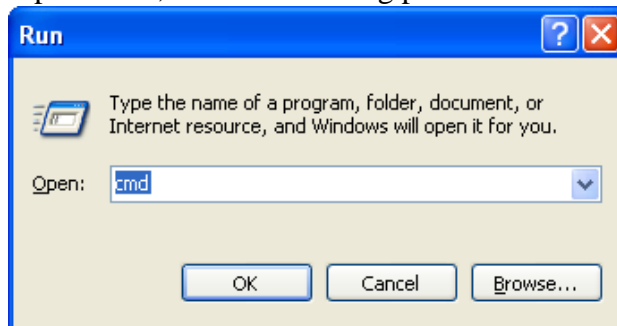 Run
Type the name of a program, folder, document, or
Internet resource, and Windows will open it for you.
Open: cmd
OK Cancel Browse...